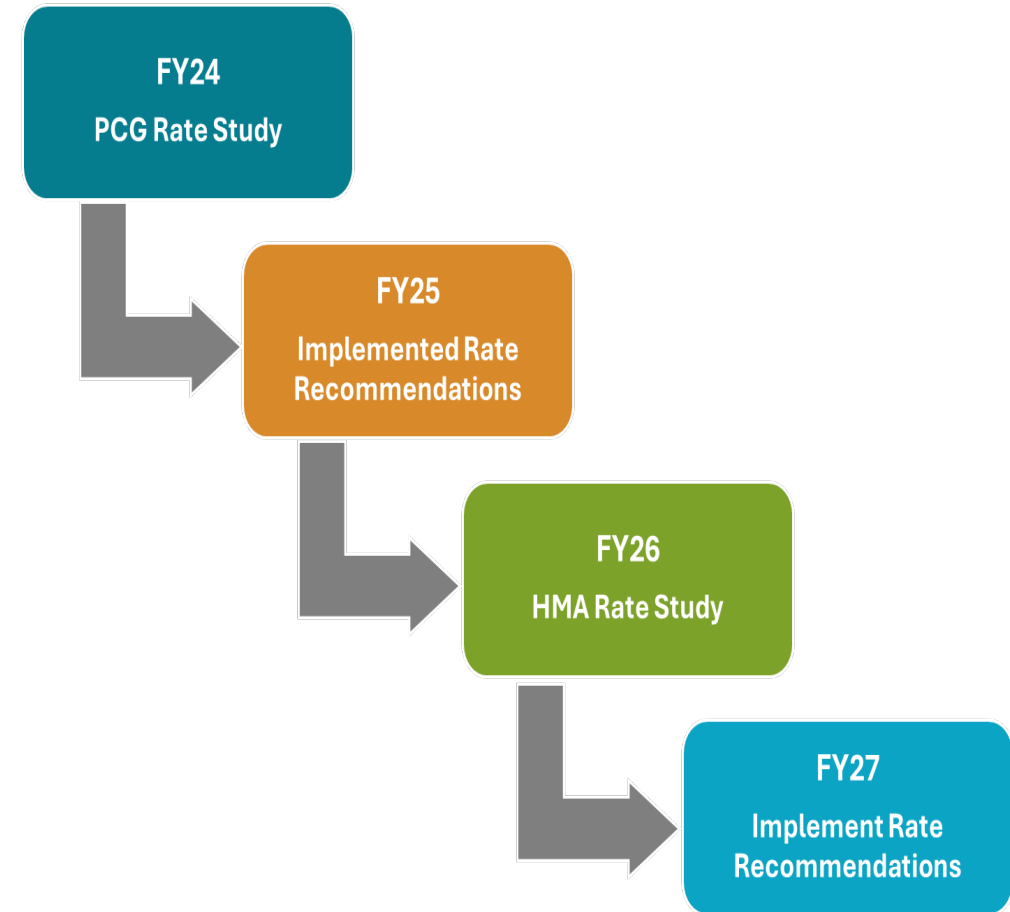 FY24
PCG Rate Study
FY25
Implemented Rate
Recommendations
FY26
HMA Rate Study
FY27
Implement Rate
Recommendations